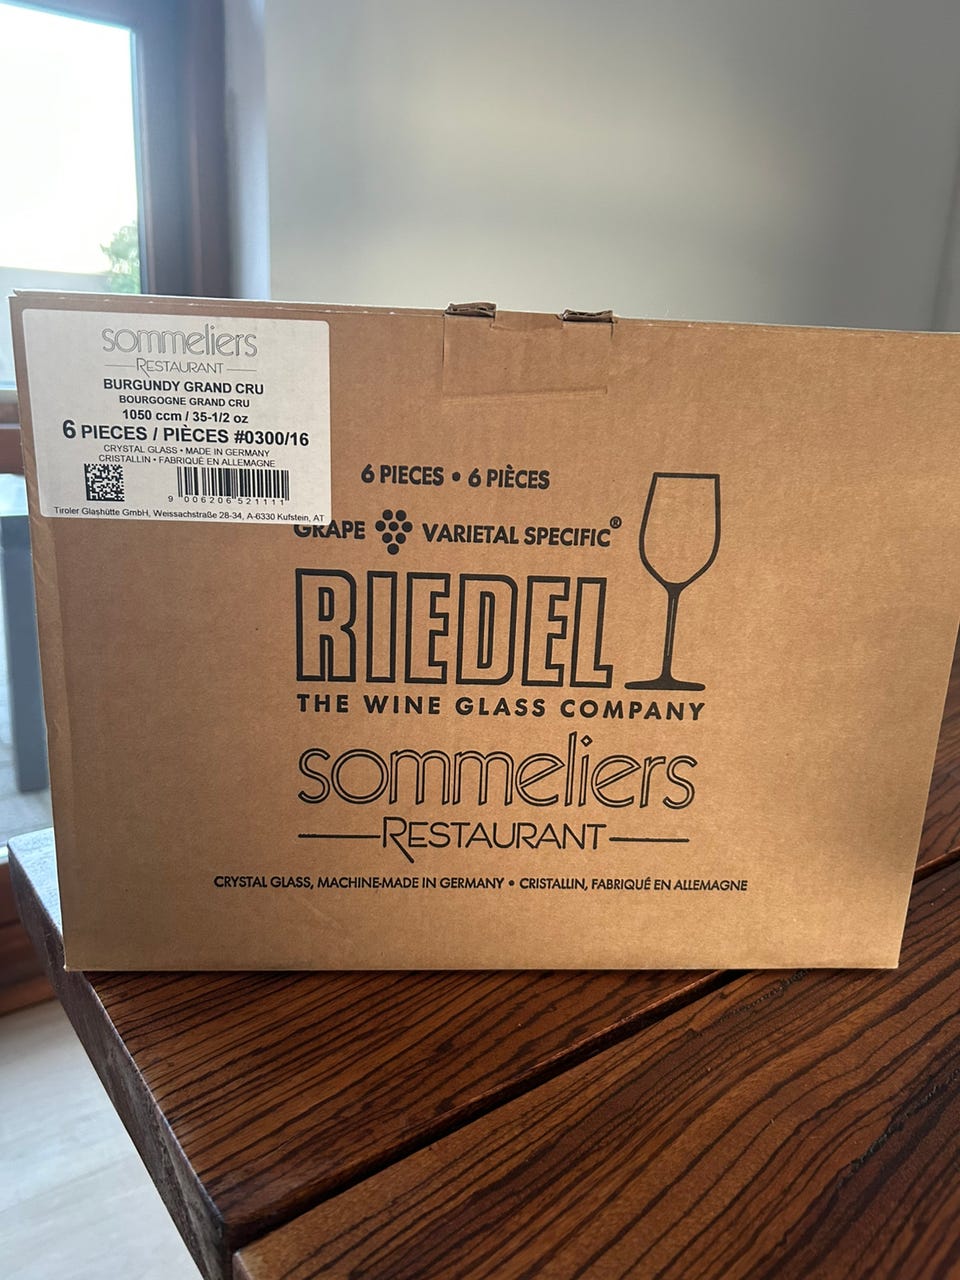 sommeliers
RESTAURANT
BURGUNDY GRAND CRU
BOURGOGNE GRAND CRU
1050 ccm / 35-1/2 oz
6 PIECES / PIÈCES #0300/16
CRYSTAL GLASS • MADE IN GERMANY
CRISTALLIN • FABRIQUÉ EN ALLEMAGNE
9 006206 521111
Tiroler Glashütte GmbH, Weissachstraße 28-34, A-6330 Kufstein, AT
6 PIECES • 6 PIÈCES
GRAPE VARIETAL SPECIFIC®
RIEDEL
THE WINE GLASS COMPANY
sommeliers
RESTAURANT
CRYSTAL GLASS, MACHINE-MADE IN GERMANY • CRISTALLIN, FABRIQUÉ EN ALLEMAGNE